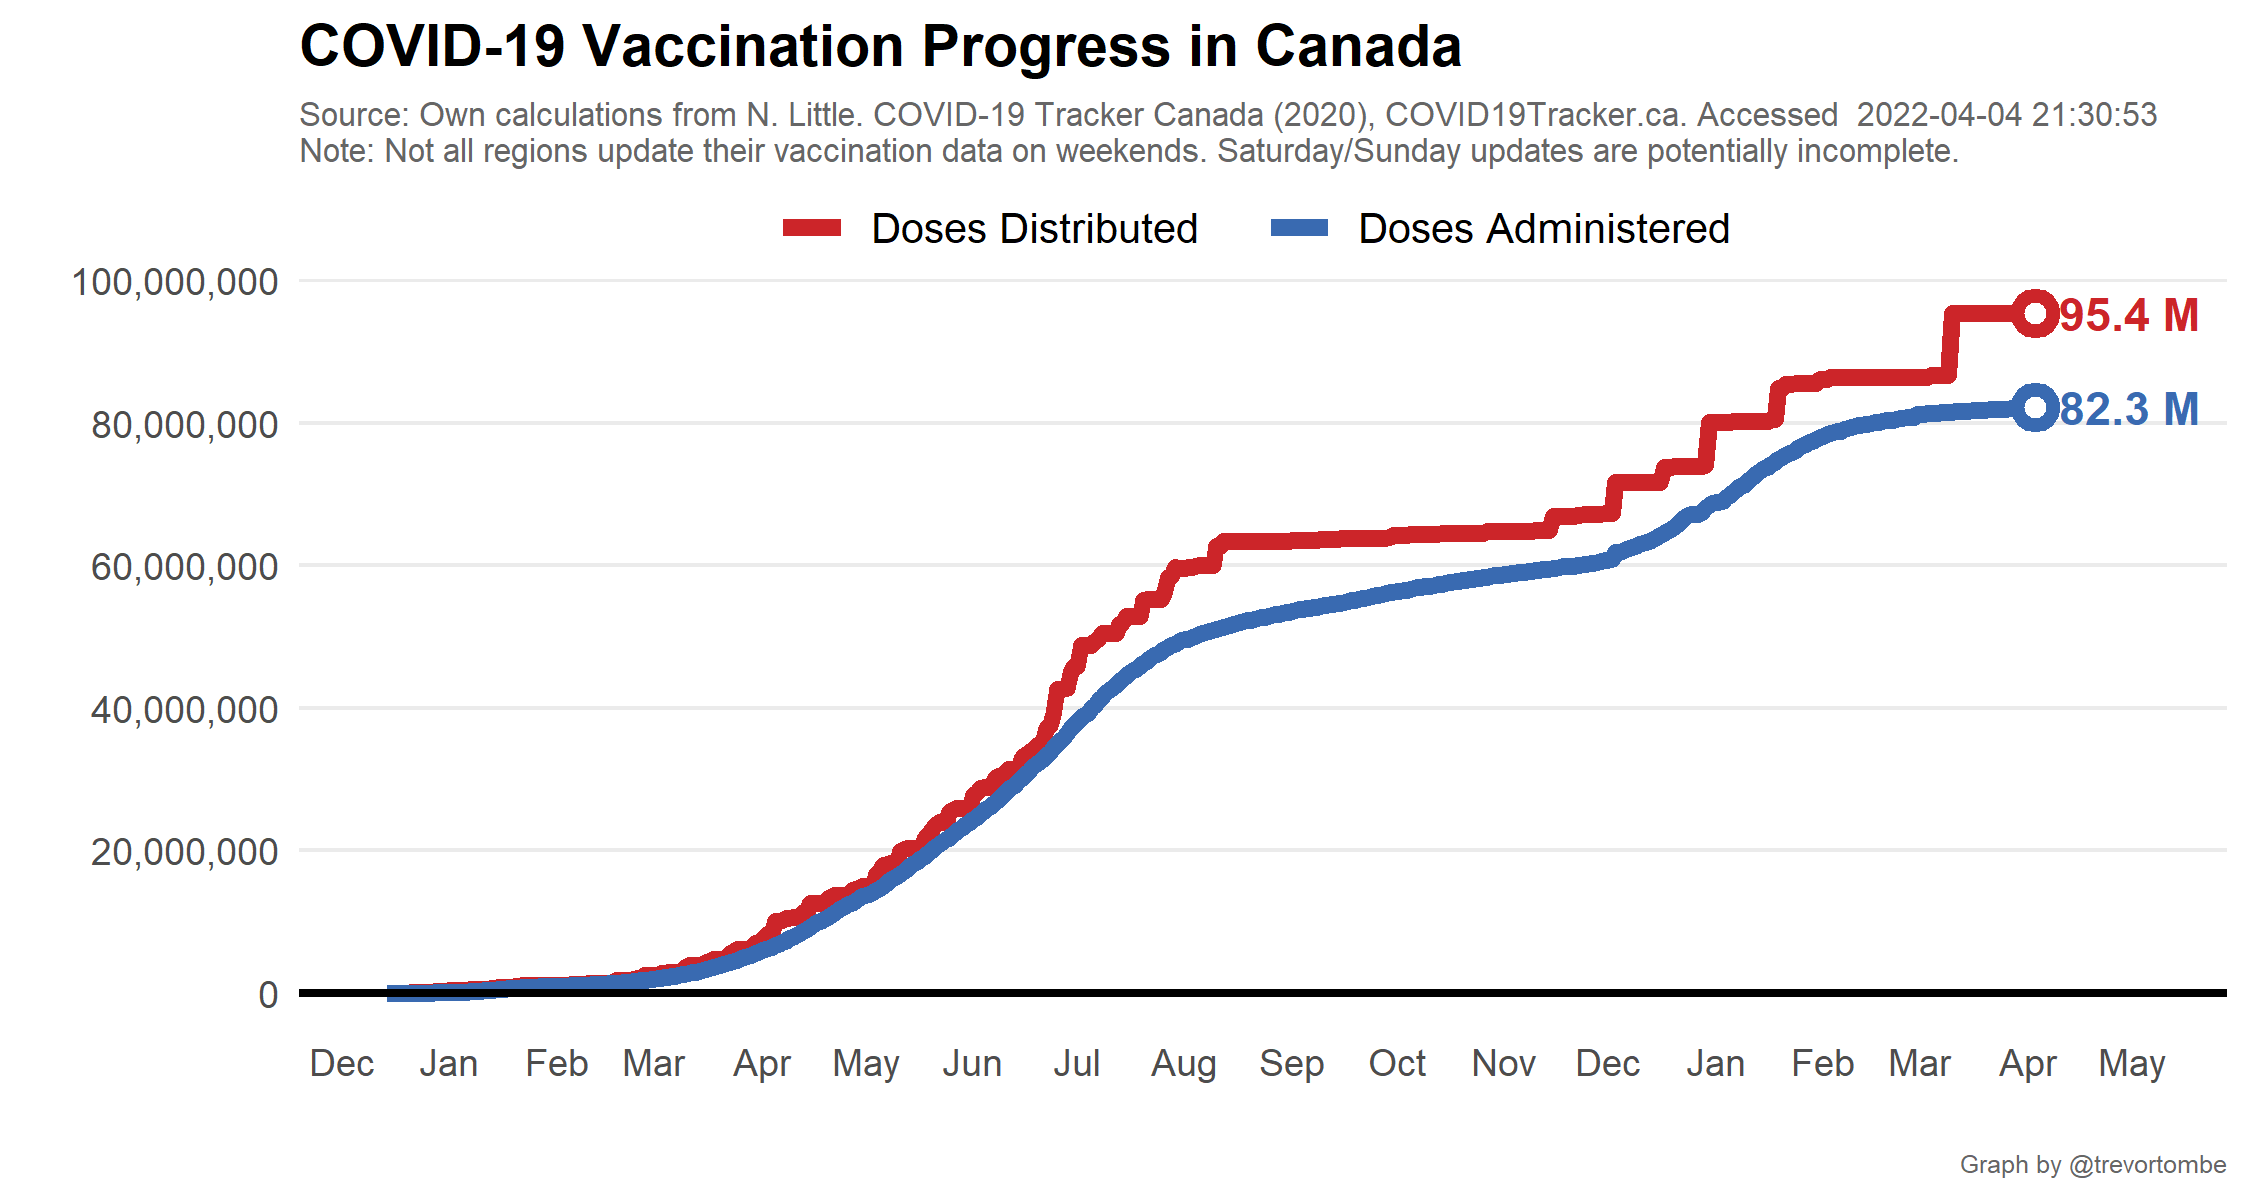 COVID-19 Vaccination Progress in Canada
Source: Own calculations from N. Little. COVID-19 Tracker Canada (2020), COVID19Tracker.ca. Accessed  2022-04-04 21:30:53
Note: Not all regions update their vaccination data on weekends. Saturday/Sunday updates are potentially incomplete.
Doses Distributed Doses Administered
100,000,000
95.4 M
82.3 M
80,000,000
60,000,000
40,000,000
20,000,000
0
Dec Jan Feb Mar Apr May Jun Jul Aug Sep Oct Nov Dec Jan Feb Mar Apr May
Graph by @trevortombe